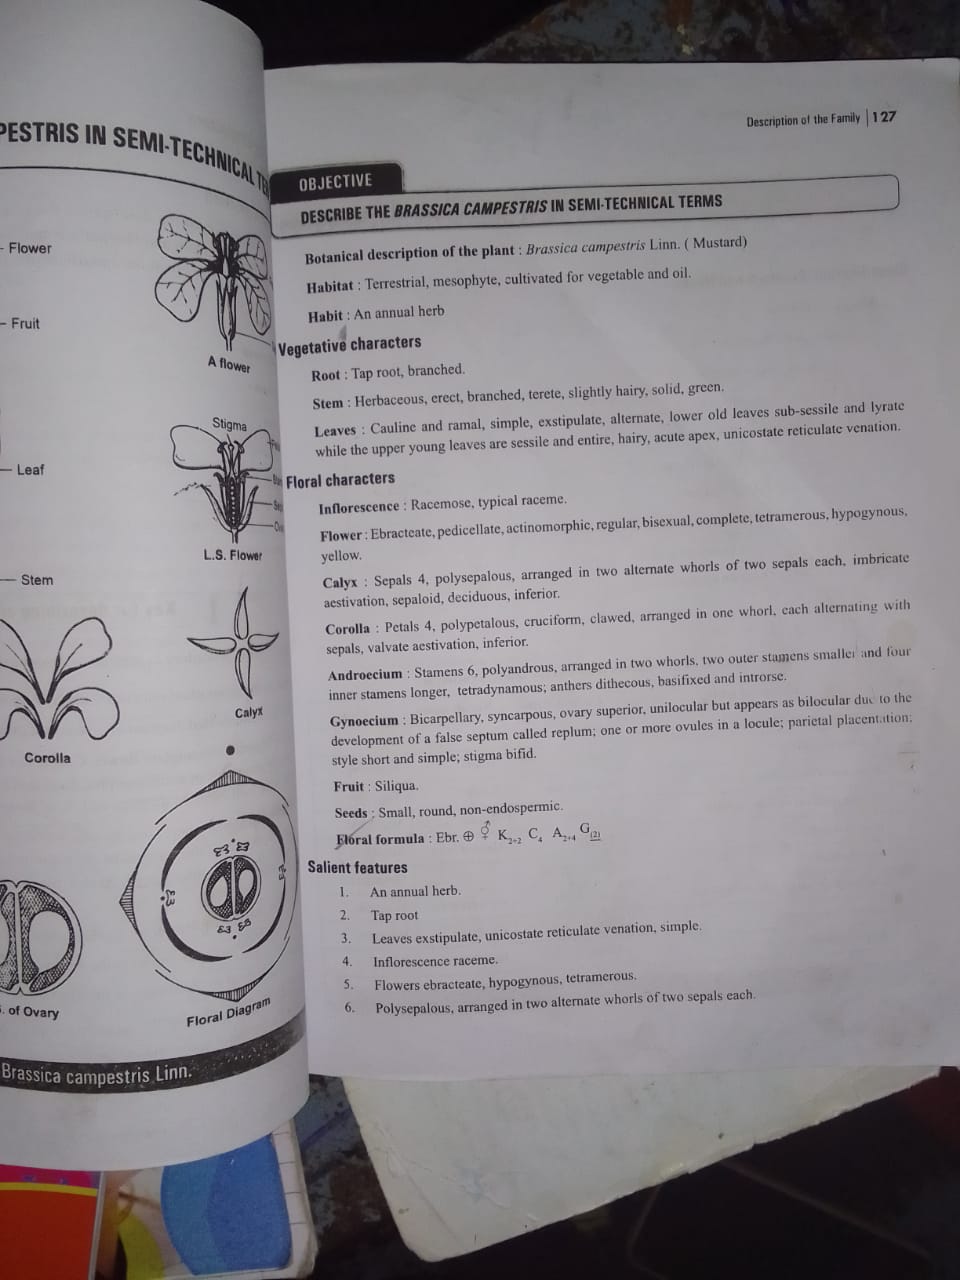 PESTRIS IN SEMI-TECHNICAL
Flower
Fruit
A flower
Stigma
Leaf
L.S. Flower
Stem
Calyx
Corolla
of Ovary
Floral Diagram
Brassica campestris Linn.
Description of the Family | 127
OBJECTIVE
DESCRIBE THE BRASSICA CAMPESTRIS IN SEMI-TECHNICAL TERMS
Botanical description of the plant : Brassica campestris Linn. ( Mustard)
Habitat : Terrestrial, mesophyte, cultivated for vegetable and oil.
Habit : An annual herb
Vegetative characters
Root : Tap root, branched.
Stem : Herbaceous, erect, branched, terete, slightly hairy, solid, green.
Leaves : Cauline and ramal, simple, exstipulate, alternate, lower old leaves sub-sessile and lyrate
while the upper young leaves are sessile and entire, hairy, acute apex, unicostate reticulate venation.
Floral characters
Inflorescence : Racemose, typical raceme.
Flower : Ebracteate, pedicellate, actinomorphic, regular, bisexual, complete, tetramerous, hypogynous,
yellow.
Calyx : Sepals 4, polysepalous, arranged in two alternate whorls of two sepals each, imbricate
aestivation, sepaloid, deciduous, inferior.
Corolla : Petals 4, polypetalous, cruciform, clawed, arranged in one whorl, each alternating with
sepals, valvate aestivation, inferior.
Androecium : Stamens 6, polyandrous, arranged in two whorls, two outer stamens smaller and four
inner stamens longer, tetradynamous; anthers dithecous, basifixed and introrse.
Gynoecium : Bicarpellary, syncarpous, ovary superior, unilocular but appears as bilocular due to the
development of a false septum called replum; one or more ovules in a locule; parietal placentation;
style short and simple; stigma bifid.
Fruit : Siliqua.
Seeds : Small, round, non-endospermic.
Floral formula : Ebr. ⊕ ⚥ K₂₊₂ C₄ A₂₊₄ G₍₂₎
Salient features
1. An annual herb.
2. Tap root
3. Leaves exstipulate, unicostate reticulate venation, simple.
4. Inflorescence raceme.
5. Flowers ebracteate, hypogynous, tetramerous.
6. Polysepalous, arranged in two alternate whorls of two sepals each.